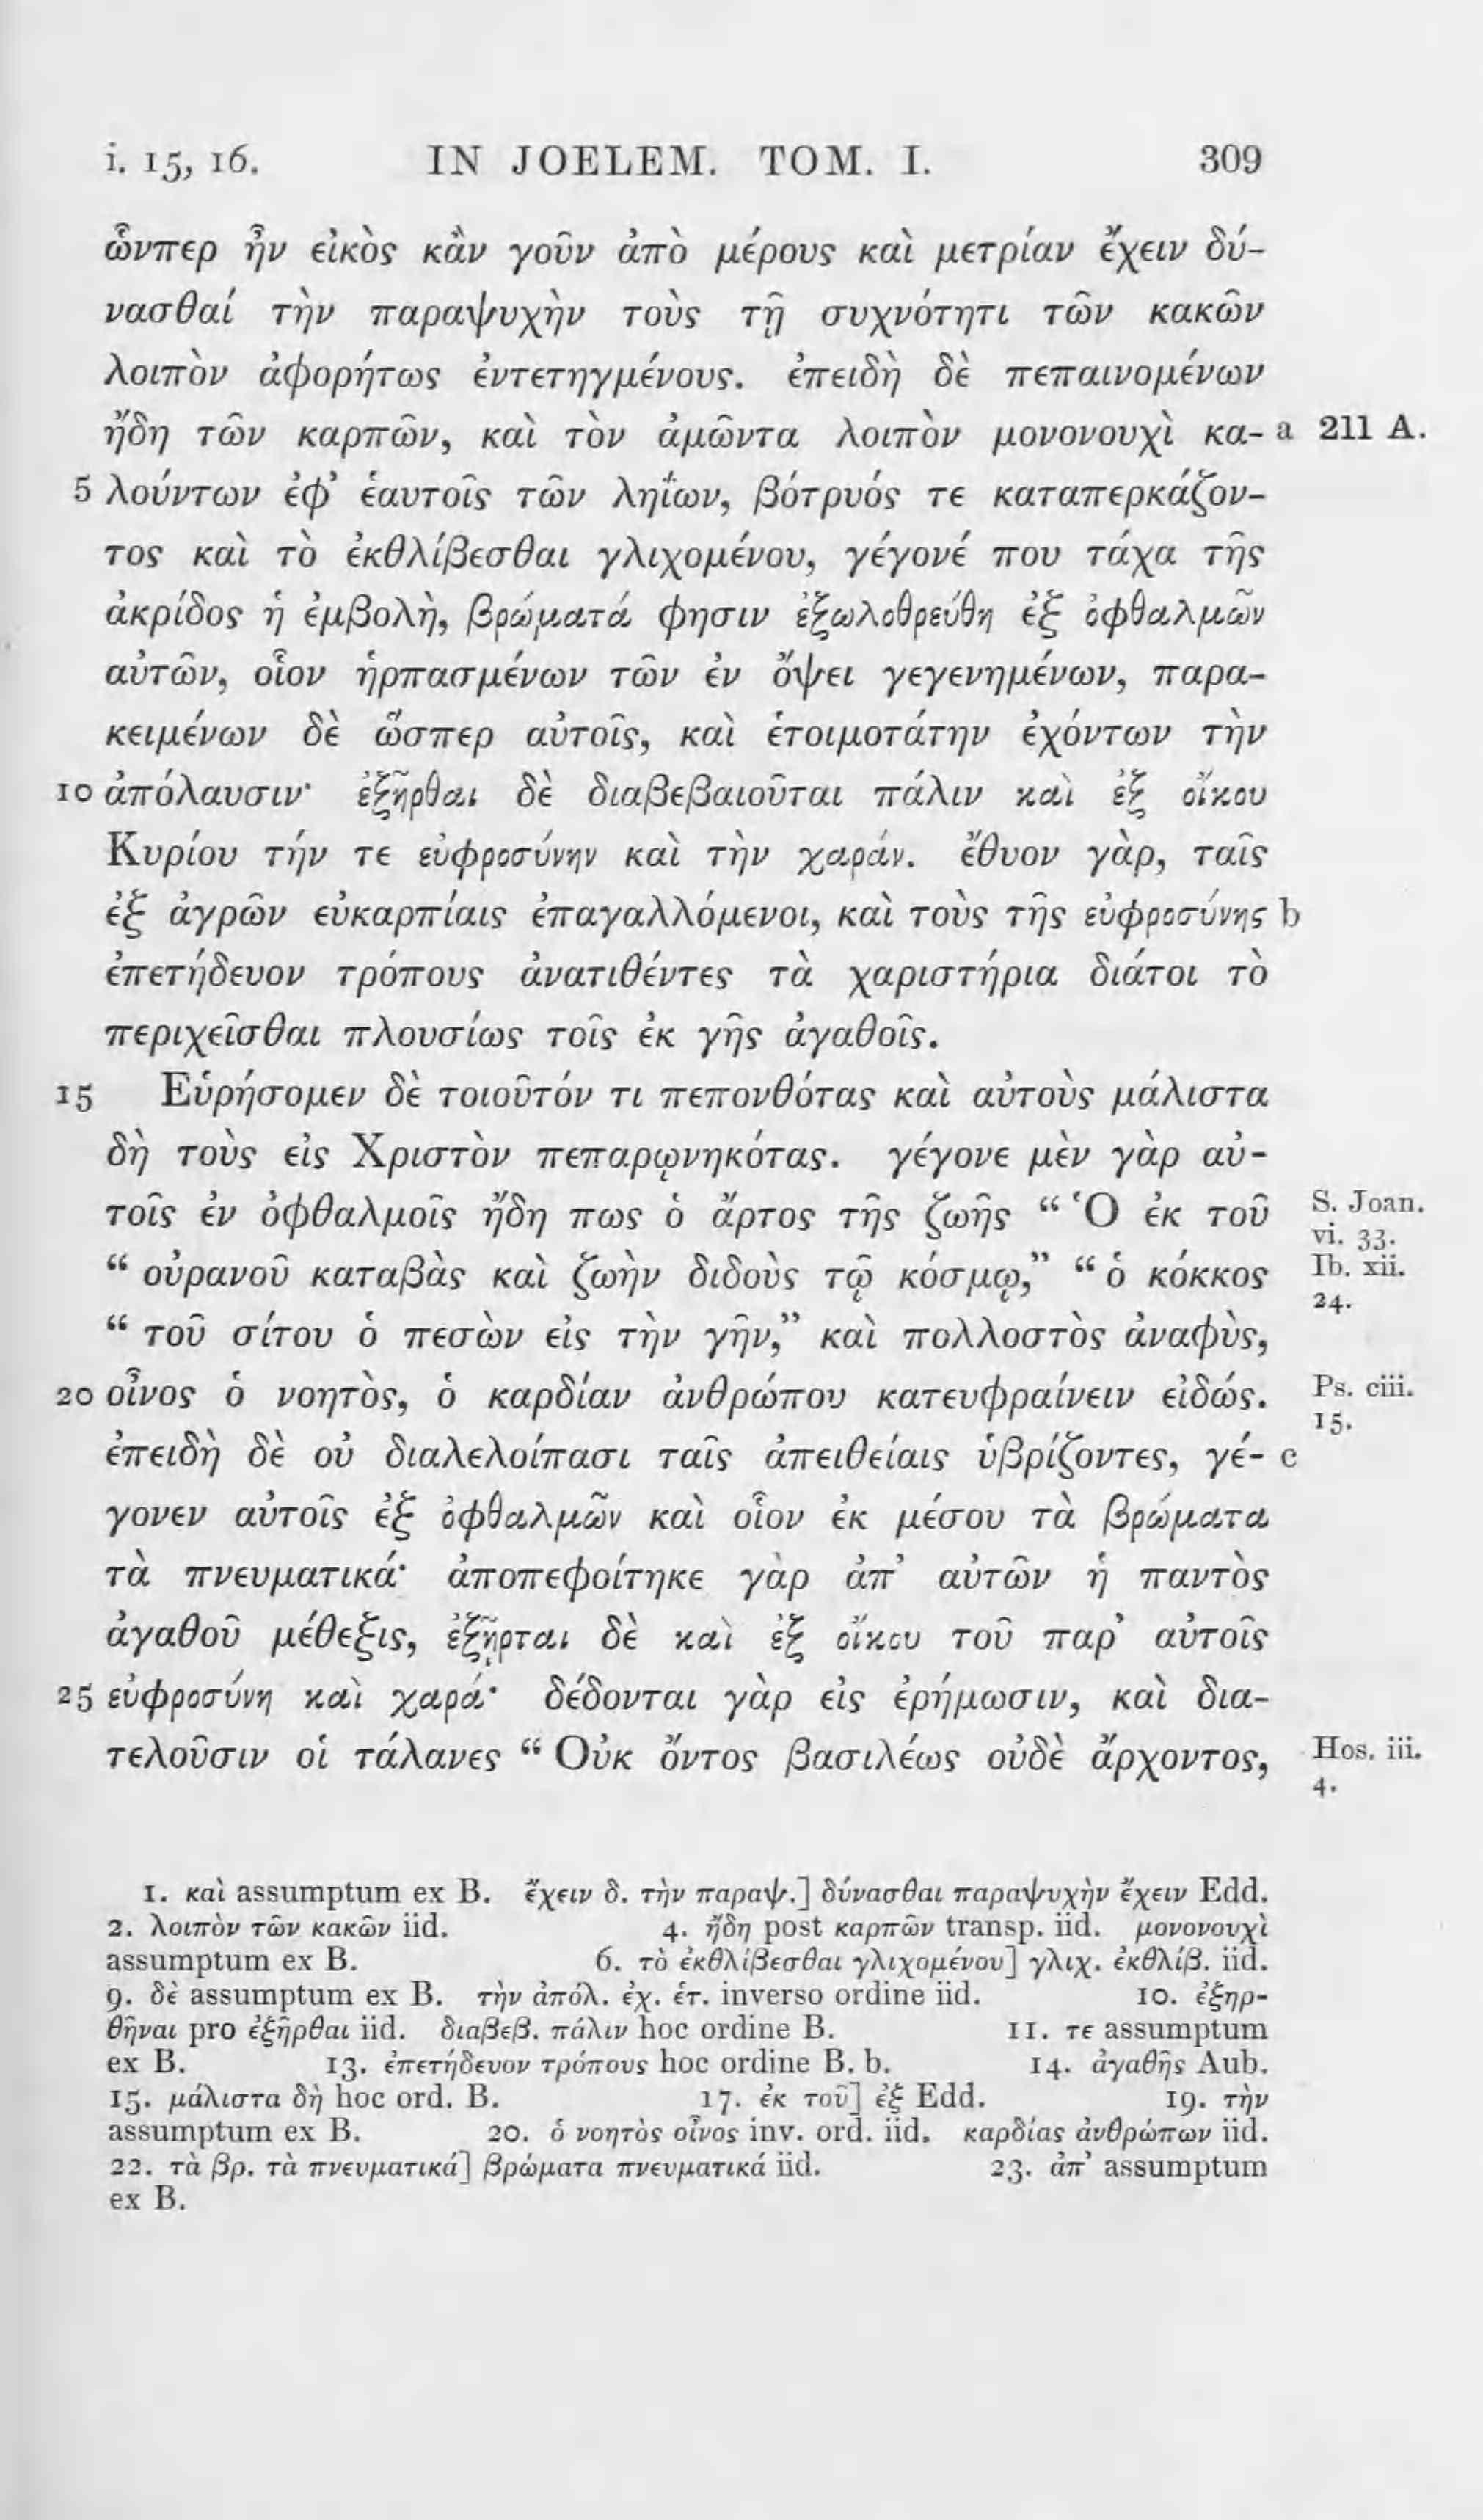 i. 15, 16. IN JOELEM. TOM. I. 309
ὧνπερ ἦν εἰκὸς κἂν γοῦν ἀπὸ μέρους καὶ μετρίαν ἔχειν δύ-
νασθαί τὴν παραψυχὴν τοὺς τῇ συχνότητι τῶν κακῶν
λοιπὸν ἀφορήτως ἐντετηγμένους. ἐπειδὴ δὲ πεπαινομένων
ἤδη τῶν καρπῶν, καὶ τὸν ἀμῶντα λοιπὸν μονονουχὶ κα- a 211 A.
5 λούντων ἐφ’ ἑαυτοῖς τῶν ληΐων, βότρυός τε καταπερκάζον-
τος καὶ τὸ ἐκθλίβεσθαι γλιχομένου, γέγονέ που τάχα τῆς
ἀκρίδος ἡ ἐμβολὴ, βρώματά φησιν ἐξωλοθρεύθη ἐξ ὀφθαλμῶν
αὐτῶν, οἷον ἡρπασμένων τῶν ἐν ὄψει γεγενημένων, παρα-
κειμένων δὲ ὥσπερ αὐτοῖς, καὶ ἑτοιμοτάτην ἐχόντων τὴν
10 ἀπόλαυσιν· ἐξῆρθαι δὲ διαβεβαιοῦται πάλιν καὶ ἐξ οἴκου
Κυρίου τήν τε εὐφροσύνην καὶ τὴν χαράν. ἔθυον γὰρ, ταῖς
ἐξ ἀγρῶν εὐκαρπίαις ἐπαγαλλόμενοι, καὶ τοὺς τῆς εὐφροσύνης b
ἐπετήδευον τρόπους ἀνατιθέντες τὰ χαριστήρια διάτοι τὸ
περιχεῖσθαι πλουσίως τοῖς ἐκ γῆς ἀγαθοῖς.
15 Εὑρήσομεν δὲ τοιοῦτόν τι πεπονθότας καὶ αὐτοὺς μάλιστα
δὴ τοὺς εἰς Χριστὸν πεπαρῳνηκότας. γέγονε μὲν γὰρ αὐ-
τοῖς ἐν ὀφθαλμοῖς ἤδη πως ὁ ἄρτος τῆς ζωῆς “ Ὁ ἐκ τοῦ S. Joan.
vi. 33.
“ οὐρανοῦ καταβὰς καὶ ζωὴν διδοὺς τῷ κόσμῳ,” “ ὁ κόκκος Ib. xii.
24.
“ τοῦ σίτου ὁ πεσὼν εἰς τὴν γῆν,” καὶ πολλοστὸς ἀναφὺς,
20 οἶνος ὁ νοητὸς, ὁ καρδίαν ἀνθρώπου κατευφραίνειν εἰδώς. Ps. ciii.
15.
ἐπειδὴ δὲ οὐ διαλελοίπασι ταῖς ἀπειθείαις ὑβρίζοντες, γέ- c
γονεν αὐτοῖς ἐξ ὀφθαλμῶν καὶ οἷον ἐκ μέσου τὰ βρώματα
τὰ πνευματικά· ἀποπεφοίτηκε γὰρ ἀπ’ αὐτῶν ἡ παντὸς
ἀγαθοῦ μέθεξις, ἐξῇρται δὲ καὶ ἐξ οἴκου τοῦ παρ’ αὐτοῖς
25 εὐφροσύνη καὶ χαρά· δέδονται γὰρ εἰς ἐρήμωσιν, καὶ δια-
τελοῦσιν οἱ τάλανες “ Οὐκ ὄντος βασιλέως οὐδὲ ἄρχοντος, Hos. iii.
4.
1. καὶ assumptum ex B. ἔχειν δ. τὴν παραψ.] δύνασθαι παραψυχὴν ἔχειν Edd.
2. λοιπὸν τῶν κακῶν iid. 4. ἤδη post καρπῶν transp. iid. μονονουχὶ
assumptum ex B. 6. τὸ ἐκθλίβεσθαι γλιχομένου] γλιχ. ἐκθλίβ. iid.
9. δὲ assumptum ex B. τὴν ἀπόλ. ἐχ. ἑτ. inverso ordine iid. 10. ἐξηρ-
θῆναι pro ἐξῆρθαι iid. διαβεβ. πάλιν hoc ordine B. 11. τε assumptum
ex B. 13. ἐπετήδευον τρόπους hoc ordine B. b. 14. ἀγαθῆς Aub.
15. μάλιστα δὴ hoc ord. B. 17. ἐκ τοῦ] ἐξ Edd. 19. τὴν
assumptum ex B. 20. ὁ νοητὸς οἶνος inv. ord. iid. καρδίας ἀνθρώπων iid.
22. τὰ βρ. τὰ πνευματικά] βρώματα πνευματικά iid. 23. ἀπ’ assumptum
ex B.